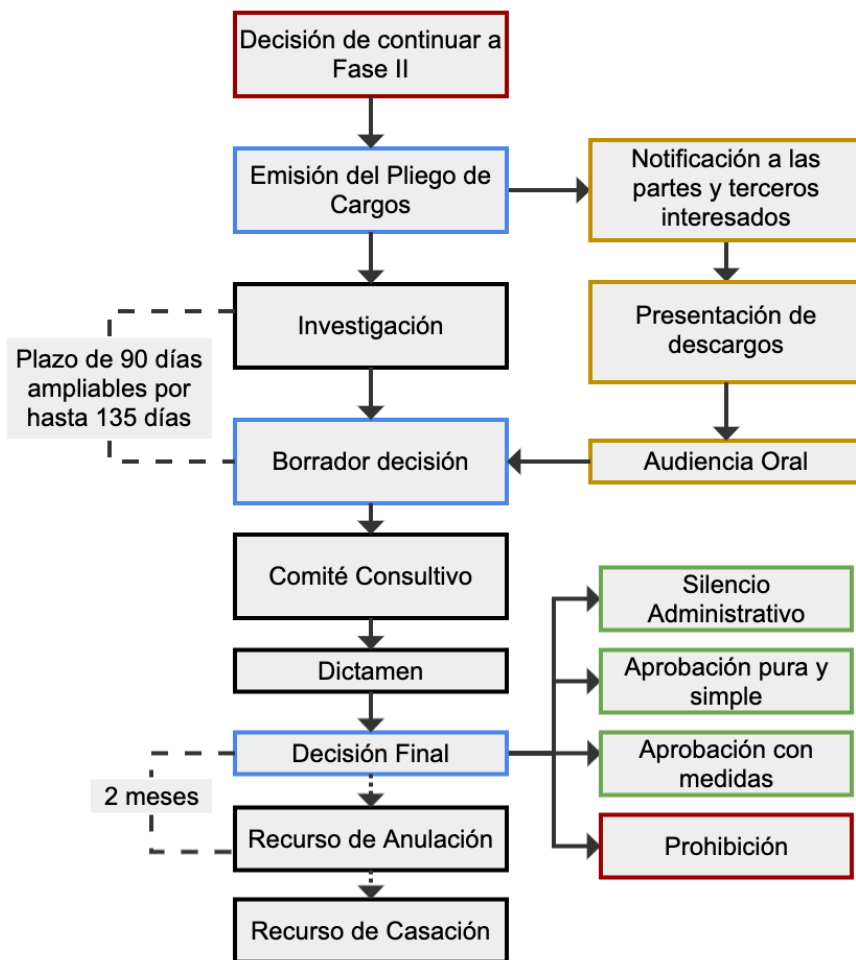 Decisión de continuar a
Fase II
Emisión del Pliego de
Cargos
Notificación a las
partes y terceros
interesados
Investigación
Presentación de
descargos
Plazo de 90 días
ampliables por
hasta 135 días
Borrador decisión
Audiencia Oral
Comité Consultivo
Silencio
Administrativo
Dictamen
Aprobación pura y
simple
Decisión Final
Aprobación con
medidas
2 meses
Recurso de Anulación
Prohibición
Recurso de Casación